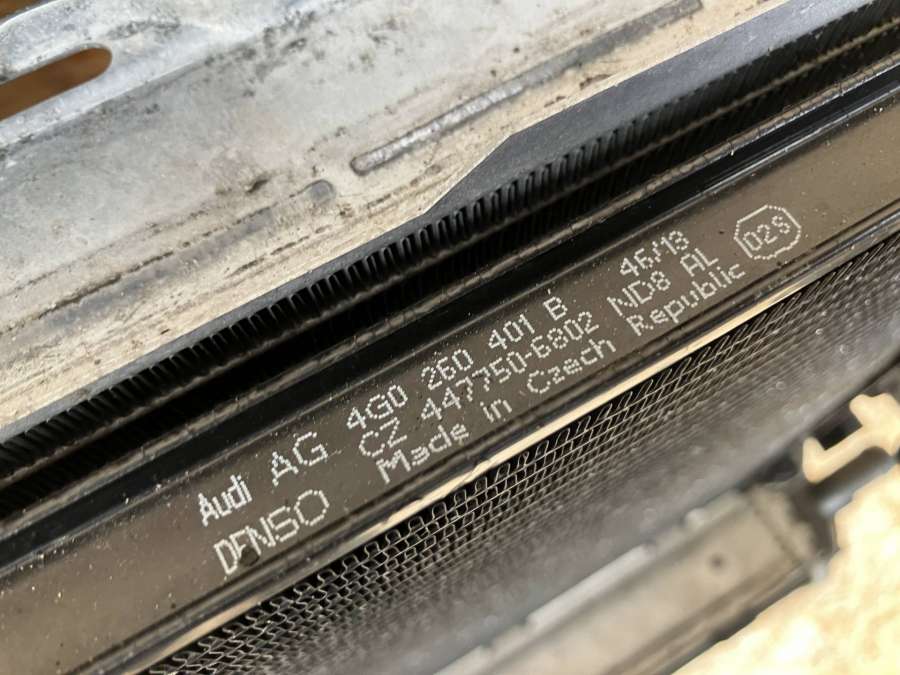 Audi AG 4G0 260 401 B 46/13
DENSO CZ 447750-6802 ND8 AL 02S
Made in Czech Republic